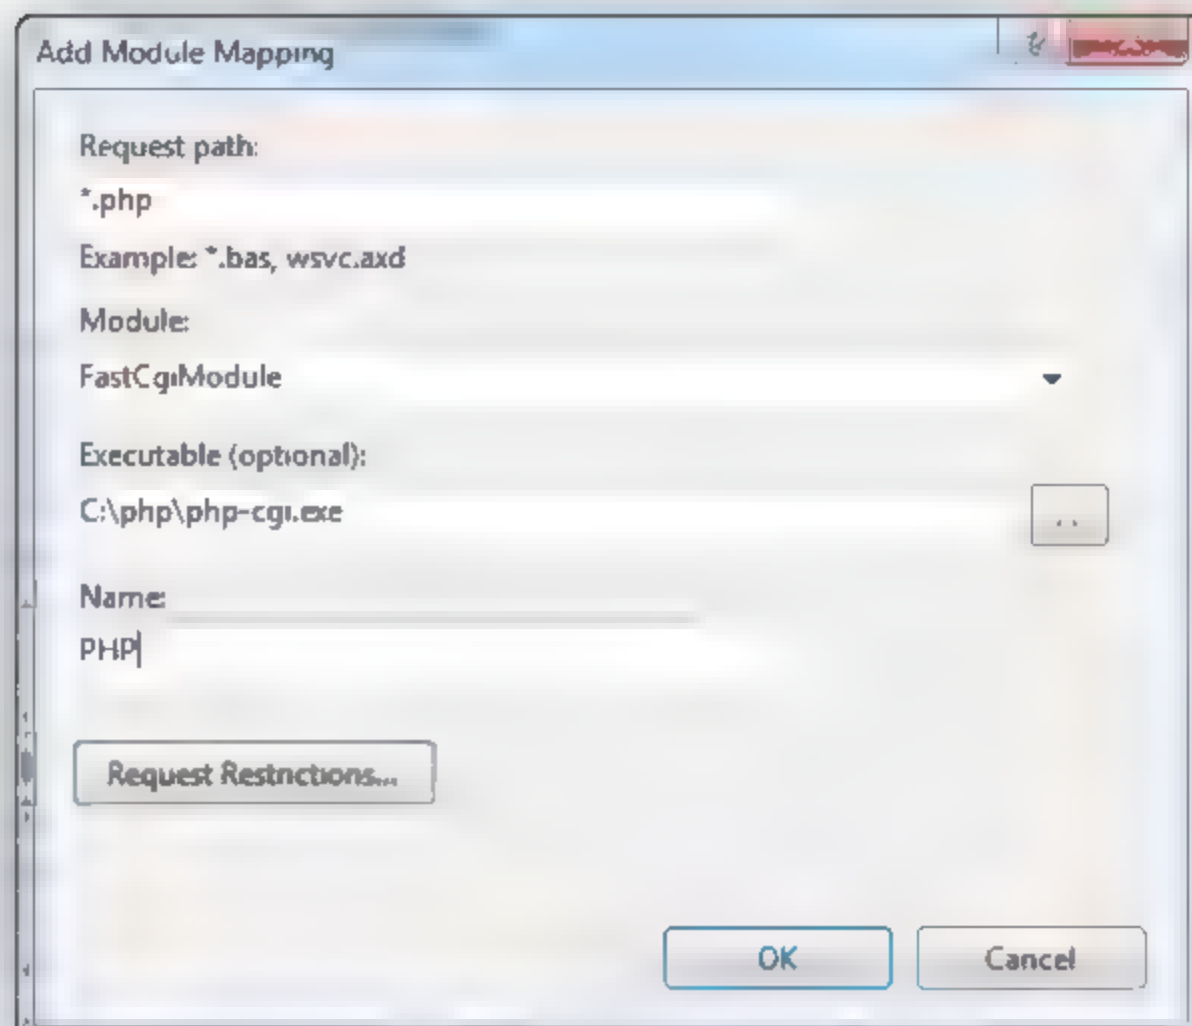 Add Module Mapping
Request path:
*.php
Example: *.bas, wsvc.axd
Module:
FastCgiModule
Executable (optional):
C:\php\php-cgi.exe
Name:
PHP
Request Restrictions...
OK Cancel